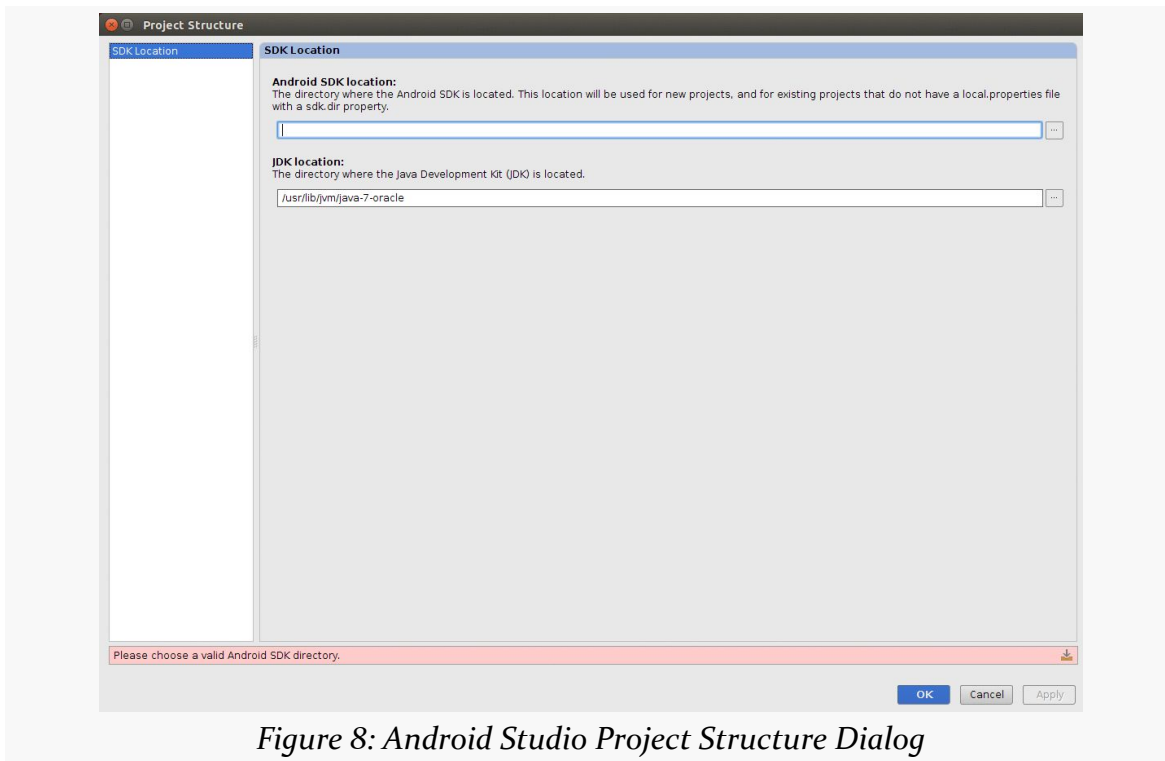 Project Structure
SDK Location
SDK Location
Android SDK location:
The directory where the Android SDK is located. This location will be used for new projects, and for existing projects that do not have a local.properties file
with a sdk.dir property.
...
JDK location:
The directory where the Java Development Kit (JDK) is located.
/usr/lib/jvm/java-7-oracle
...
Please choose a valid Android SDK directory.
OK
Cancel
Apply
Figure 8: Android Studio Project Structure Dialog